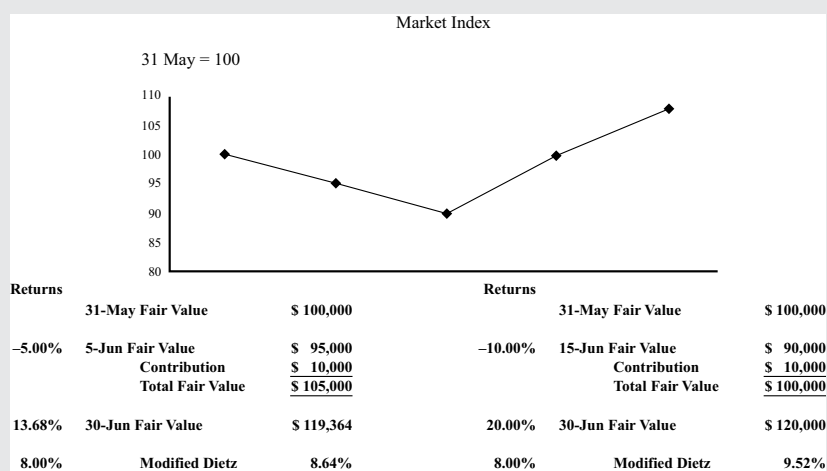 Market Index
31 May = 100
110
105
100
95
90
85
80
Returns
31-May Fair Value $ 100,000
–5.00% 5-Jun Fair Value $ 95,000
Contribution $ 10,000
Total Fair Value $ 105,000
13.68% 30-Jun Fair Value $ 119,364
8.00% Modified Dietz 8.64%
Returns
31-May Fair Value $ 100,000
–10.00% 15-Jun Fair Value $ 90,000
Contribution $ 10,000
Total Fair Value $ 100,000
20.00% 30-Jun Fair Value $ 120,000
8.00% Modified Dietz 9.52%